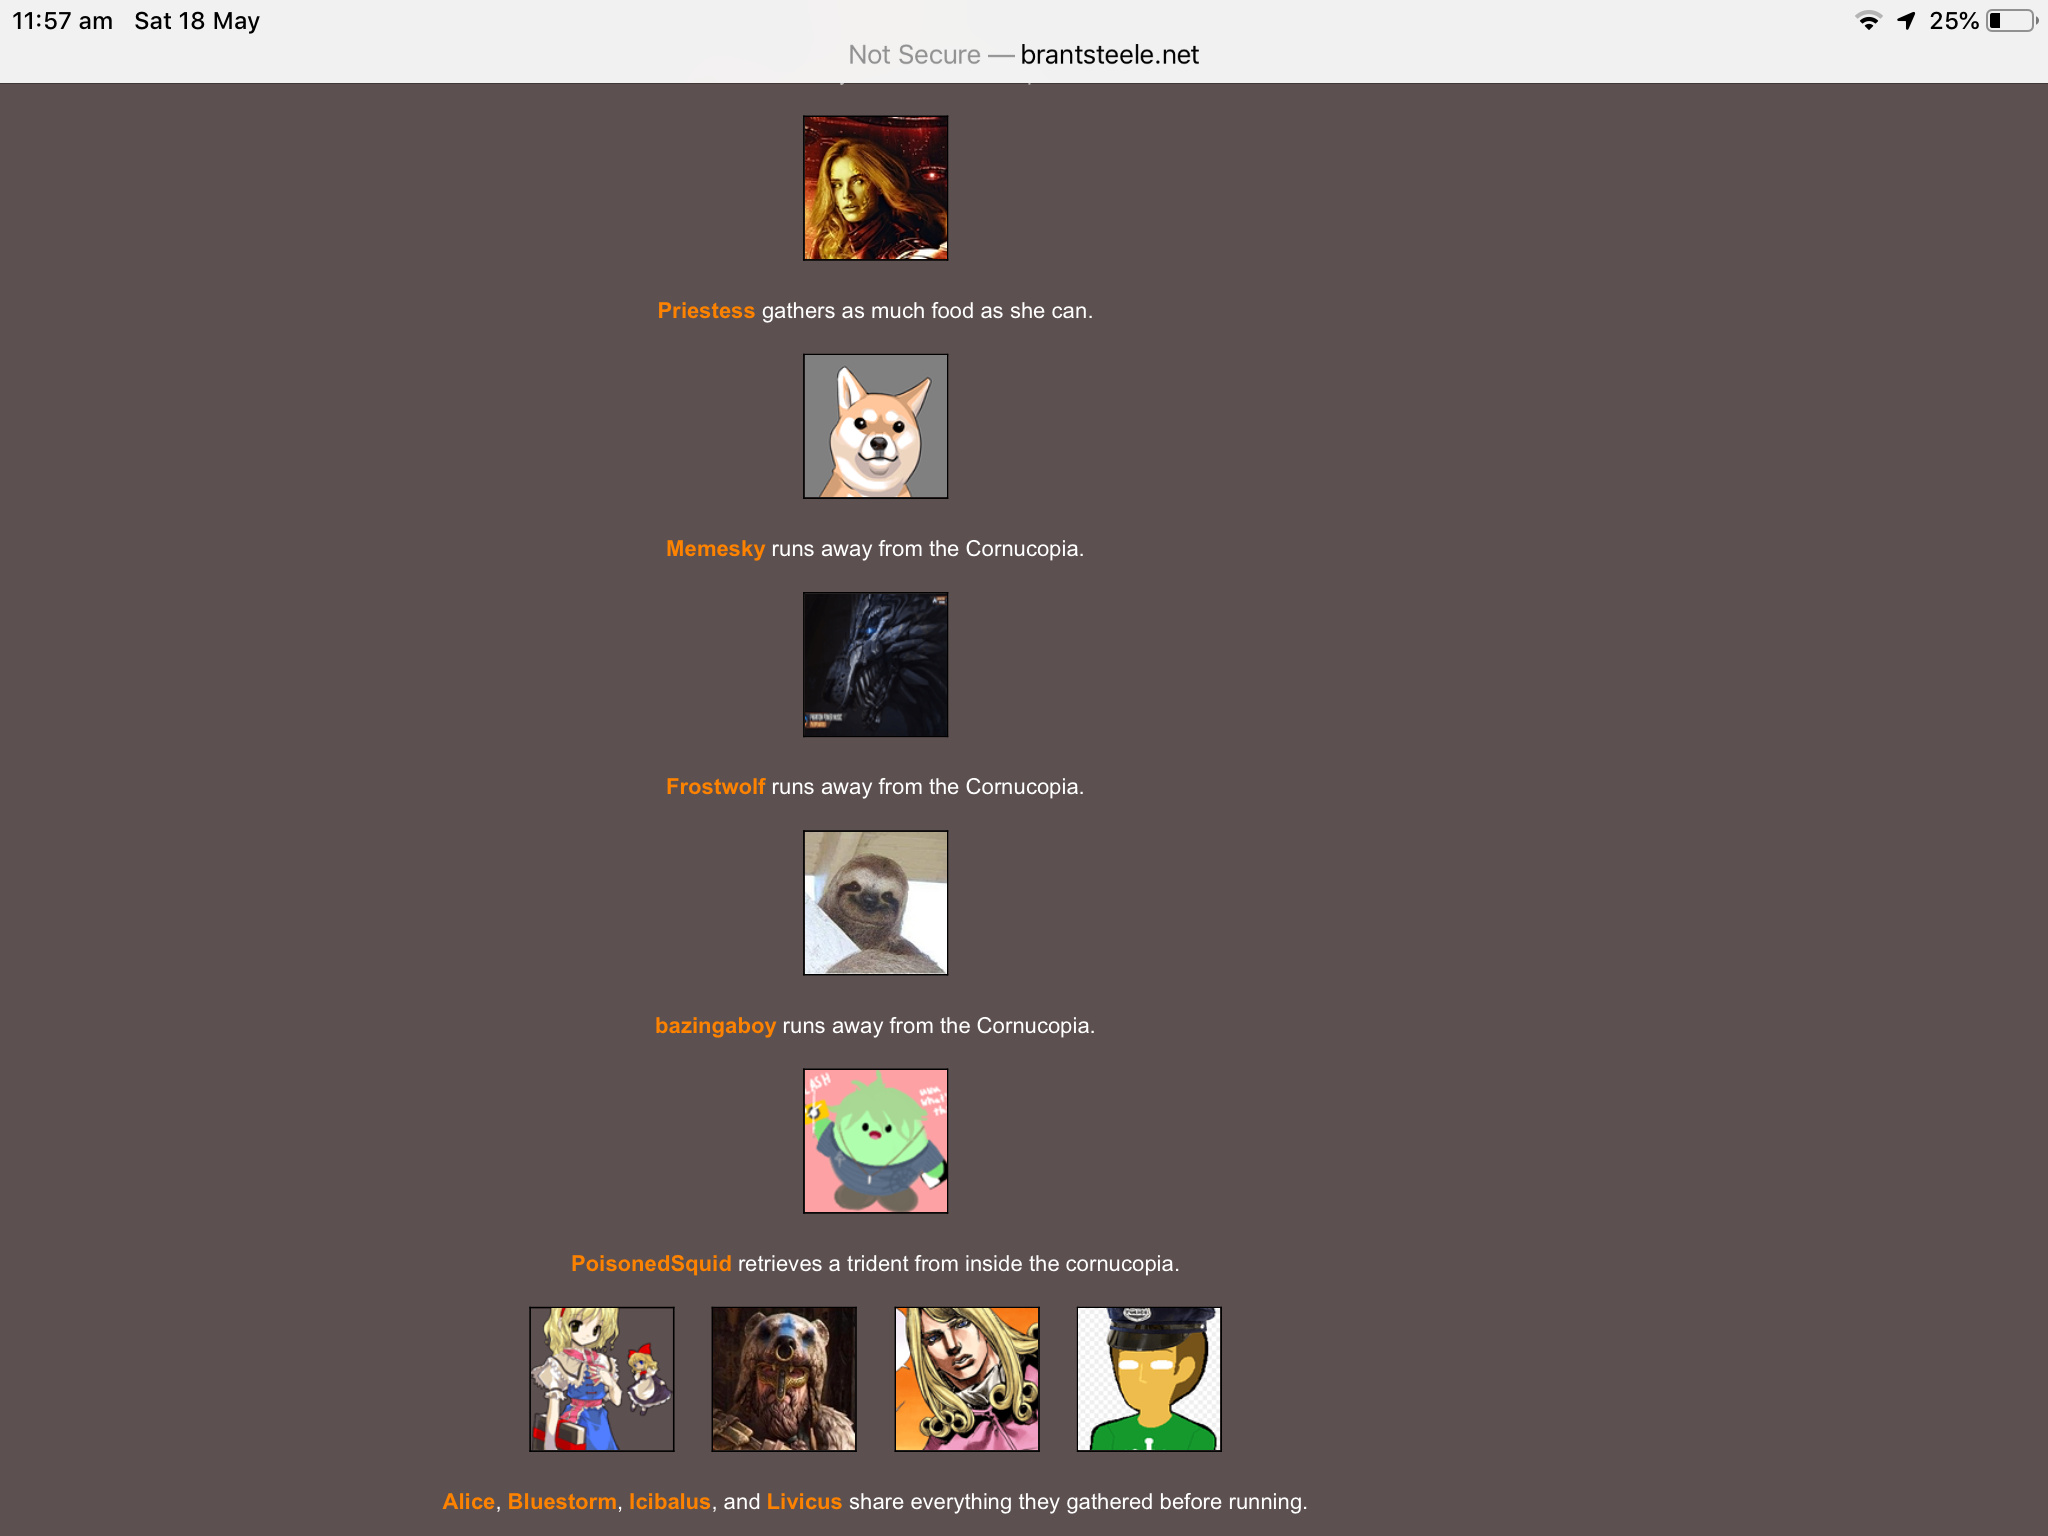 11:57 am Sat 18 May 25%
Not Secure — brantsteele.net
Priestess gathers as much food as she can.
Memesky runs away from the Cornucopia.
Frostwolf runs away from the Cornucopia.
bazingaboy runs away from the Cornucopia.
PoisonedSquid retrieves a trident from inside the cornucopia.
POLICE
Alice, Bluestorm, Icibalus, and Livicus share everything they gathered before running.